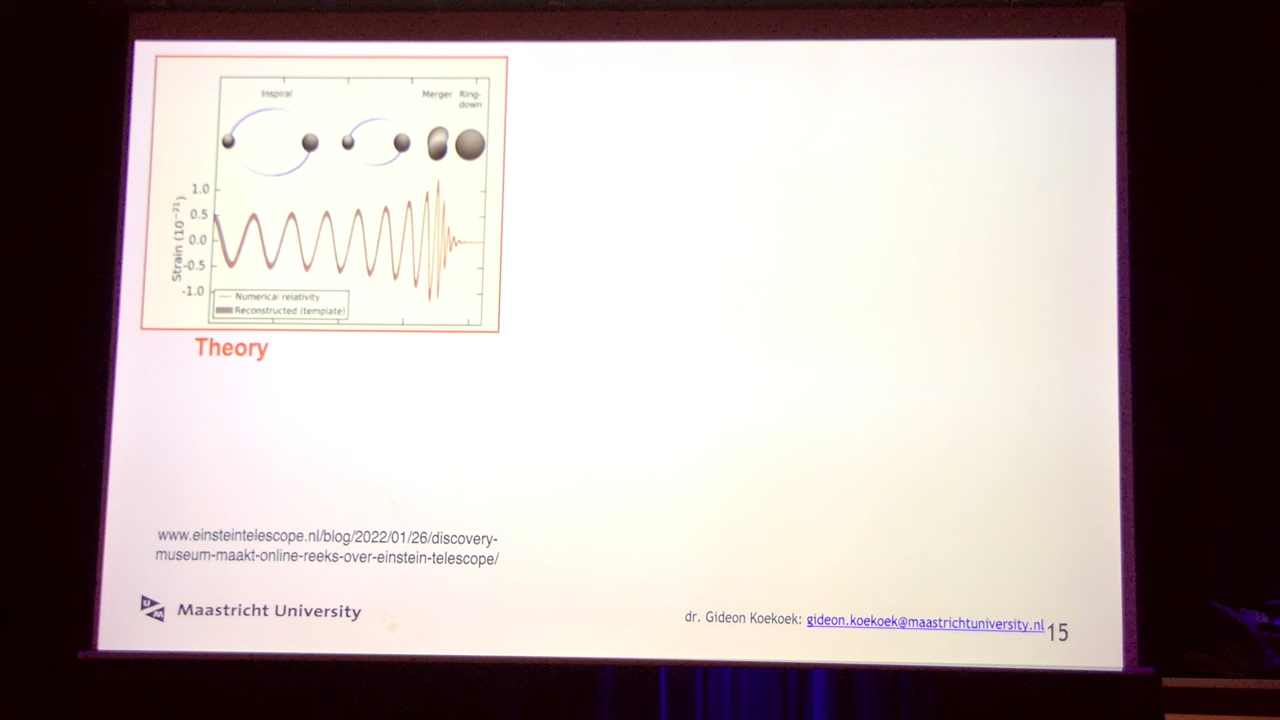 Inspiral
Merger Ring-
down
Strain (10⁻²¹)
1.0
0.5
0.0
-0.5
-1.0
Numerical relativity
Reconstructed (template)
Theory
www.einsteintelescope.nl/blog/2022/01/26/discovery-
museum-maakt-online-reeks-over-einstein-telescope/
UM
Maastricht University
dr. Gideon Koekoek: gideon.koekoek@maastrichtuniversity.nl
15